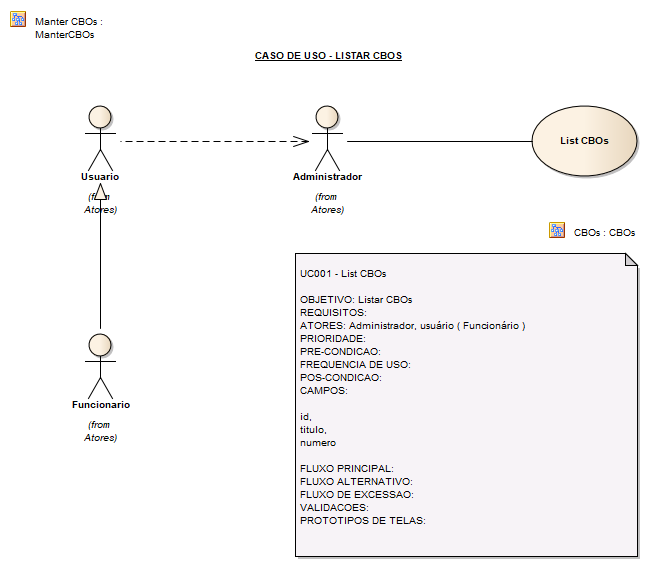 Manter CBOs :
ManterCBOs
CASO DE USO - LISTAR CBOS
Usuario
(from
Atores)
Administrador
(from
Atores)
List CBOs
CBOs : CBOs
Funcionario
(from
Atores)
UC001 - List CBOs
OBJETIVO: Listar CBOs
REQUISITOS:
ATORES: Administrador, usuário ( Funcionário )
PRIORIDADE:
PRE-CONDICAO:
FREQUENCIA DE USO:
POS-CONDICAO:
CAMPOS:
id,
titulo,
numero
FLUXO PRINCIPAL:
FLUXO ALTERNATIVO:
FLUXO DE EXCESSAO:
VALIDACOES:
PROTOTIPOS DE TELAS: